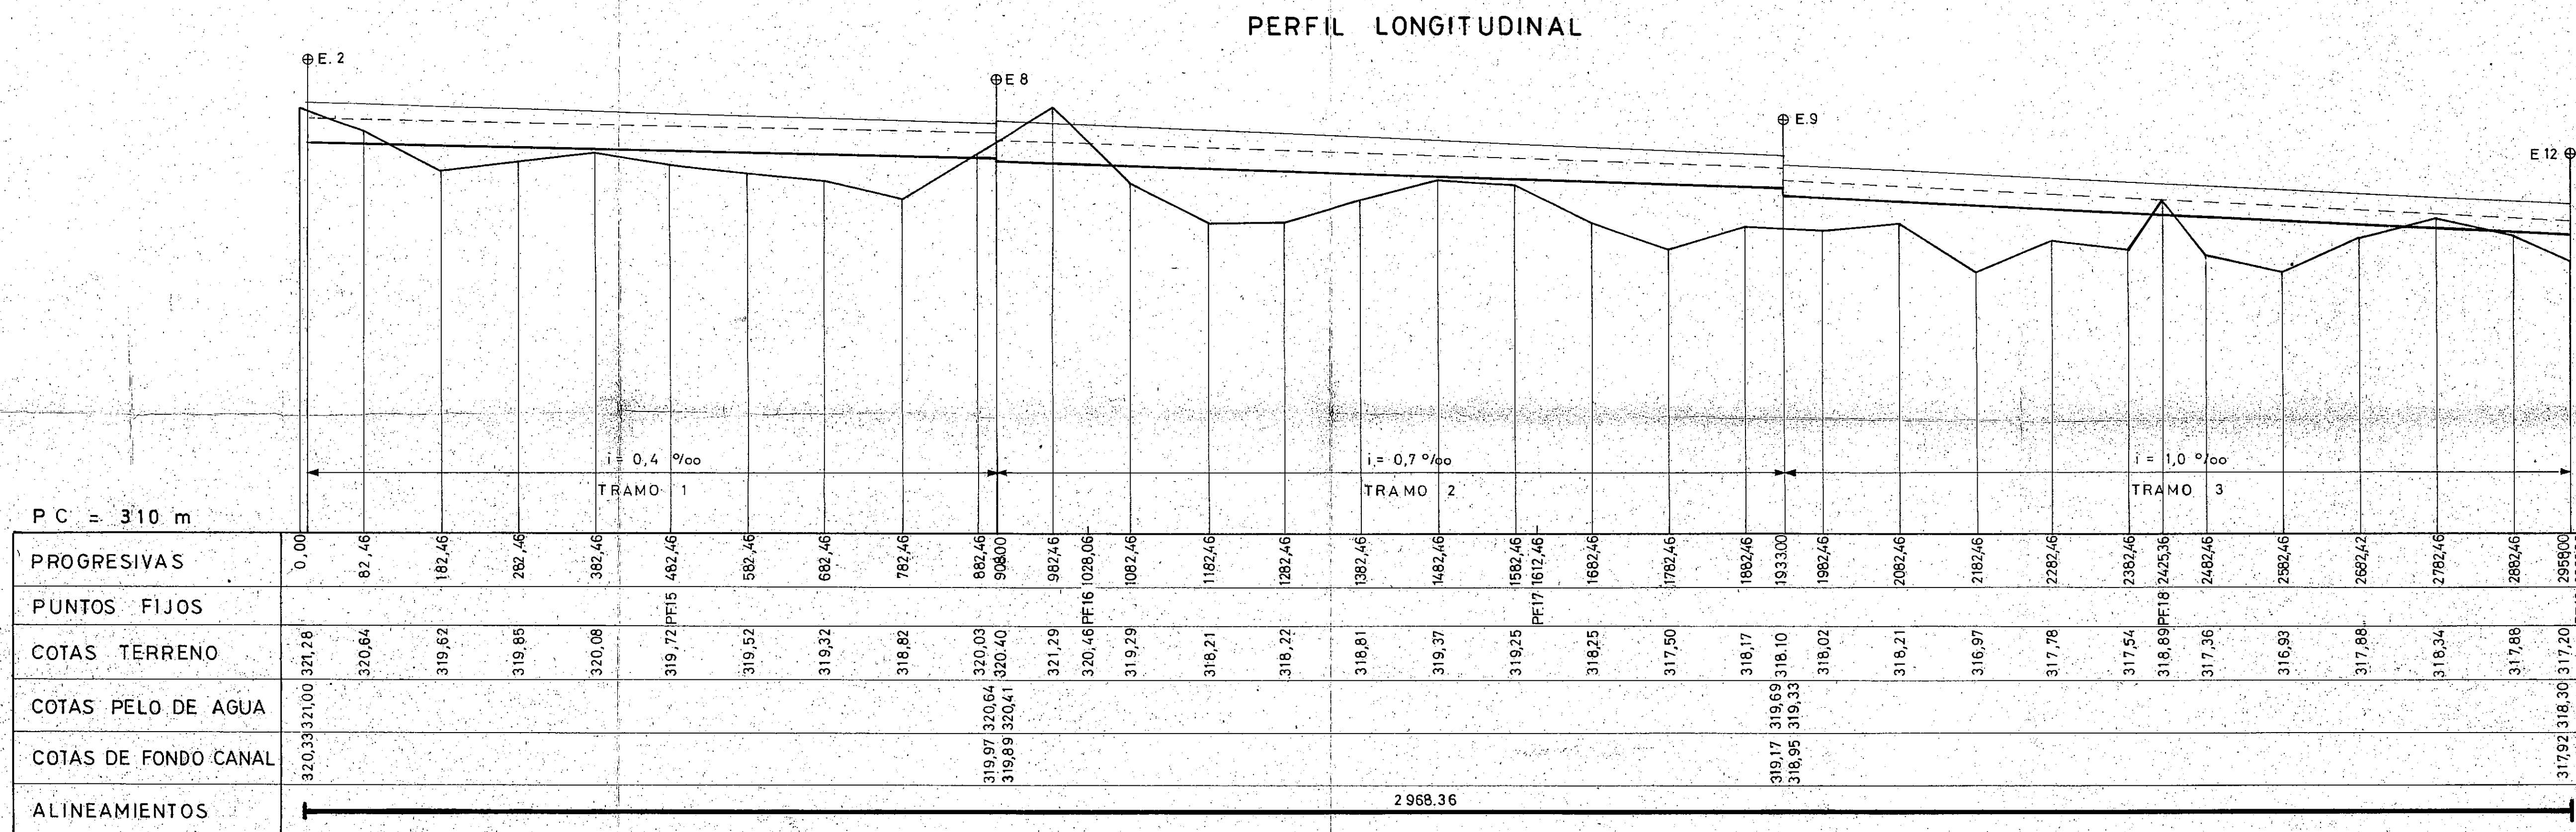 PERFIL LONGITUDINAL
E. 2
E 8
E.9
E 12
i = 0,4 º/oo
i = 0,7 º/oo
i = 1,0 º/oo
TRAMO 1
TRAMO 2
TRAMO 3
PC = 310 m
PROGRESIVAS
0,00 82,46 182,46 282,46 382,46 482,46 582,46 682,46 782,46 882,46 908.00 982,46 1028,06 1082,46 1182,46 1282,46 1382,46 1482,46 1582,46 1612,46 1682,46 1782,46 1882,46 1933.00 1982,46 2082,46 2182,46 2282,46 2382,46 2425,36 2482,46 2582,46 2682,42 2782,46 2882,46 2958.00
PUNTOS FIJOS
PF.15 PF.16 PF.17 PF.18
COTAS TERRENO
321,28 320,64 319,62 319,85 320,08 319,72 319,52 319,32 318,82 320,03 320.40 321,29 320,46 319,29 318,21 318,22 318,81 319,37 319,25 318,25 317,50 318,17 318.10 318,02 318,21 316,97 317,78 317,54 318,89 317,36 316,93 317,88 318,34 317,88 317,20
COTAS PELO DE AGUA
321,00 320,64 320,41 319,69 319,33 318,30
COTAS DE FONDO CANAL
320,33 319,97 319,89 319,17 318,95 317,92
ALINEAMIENTOS
2968.36